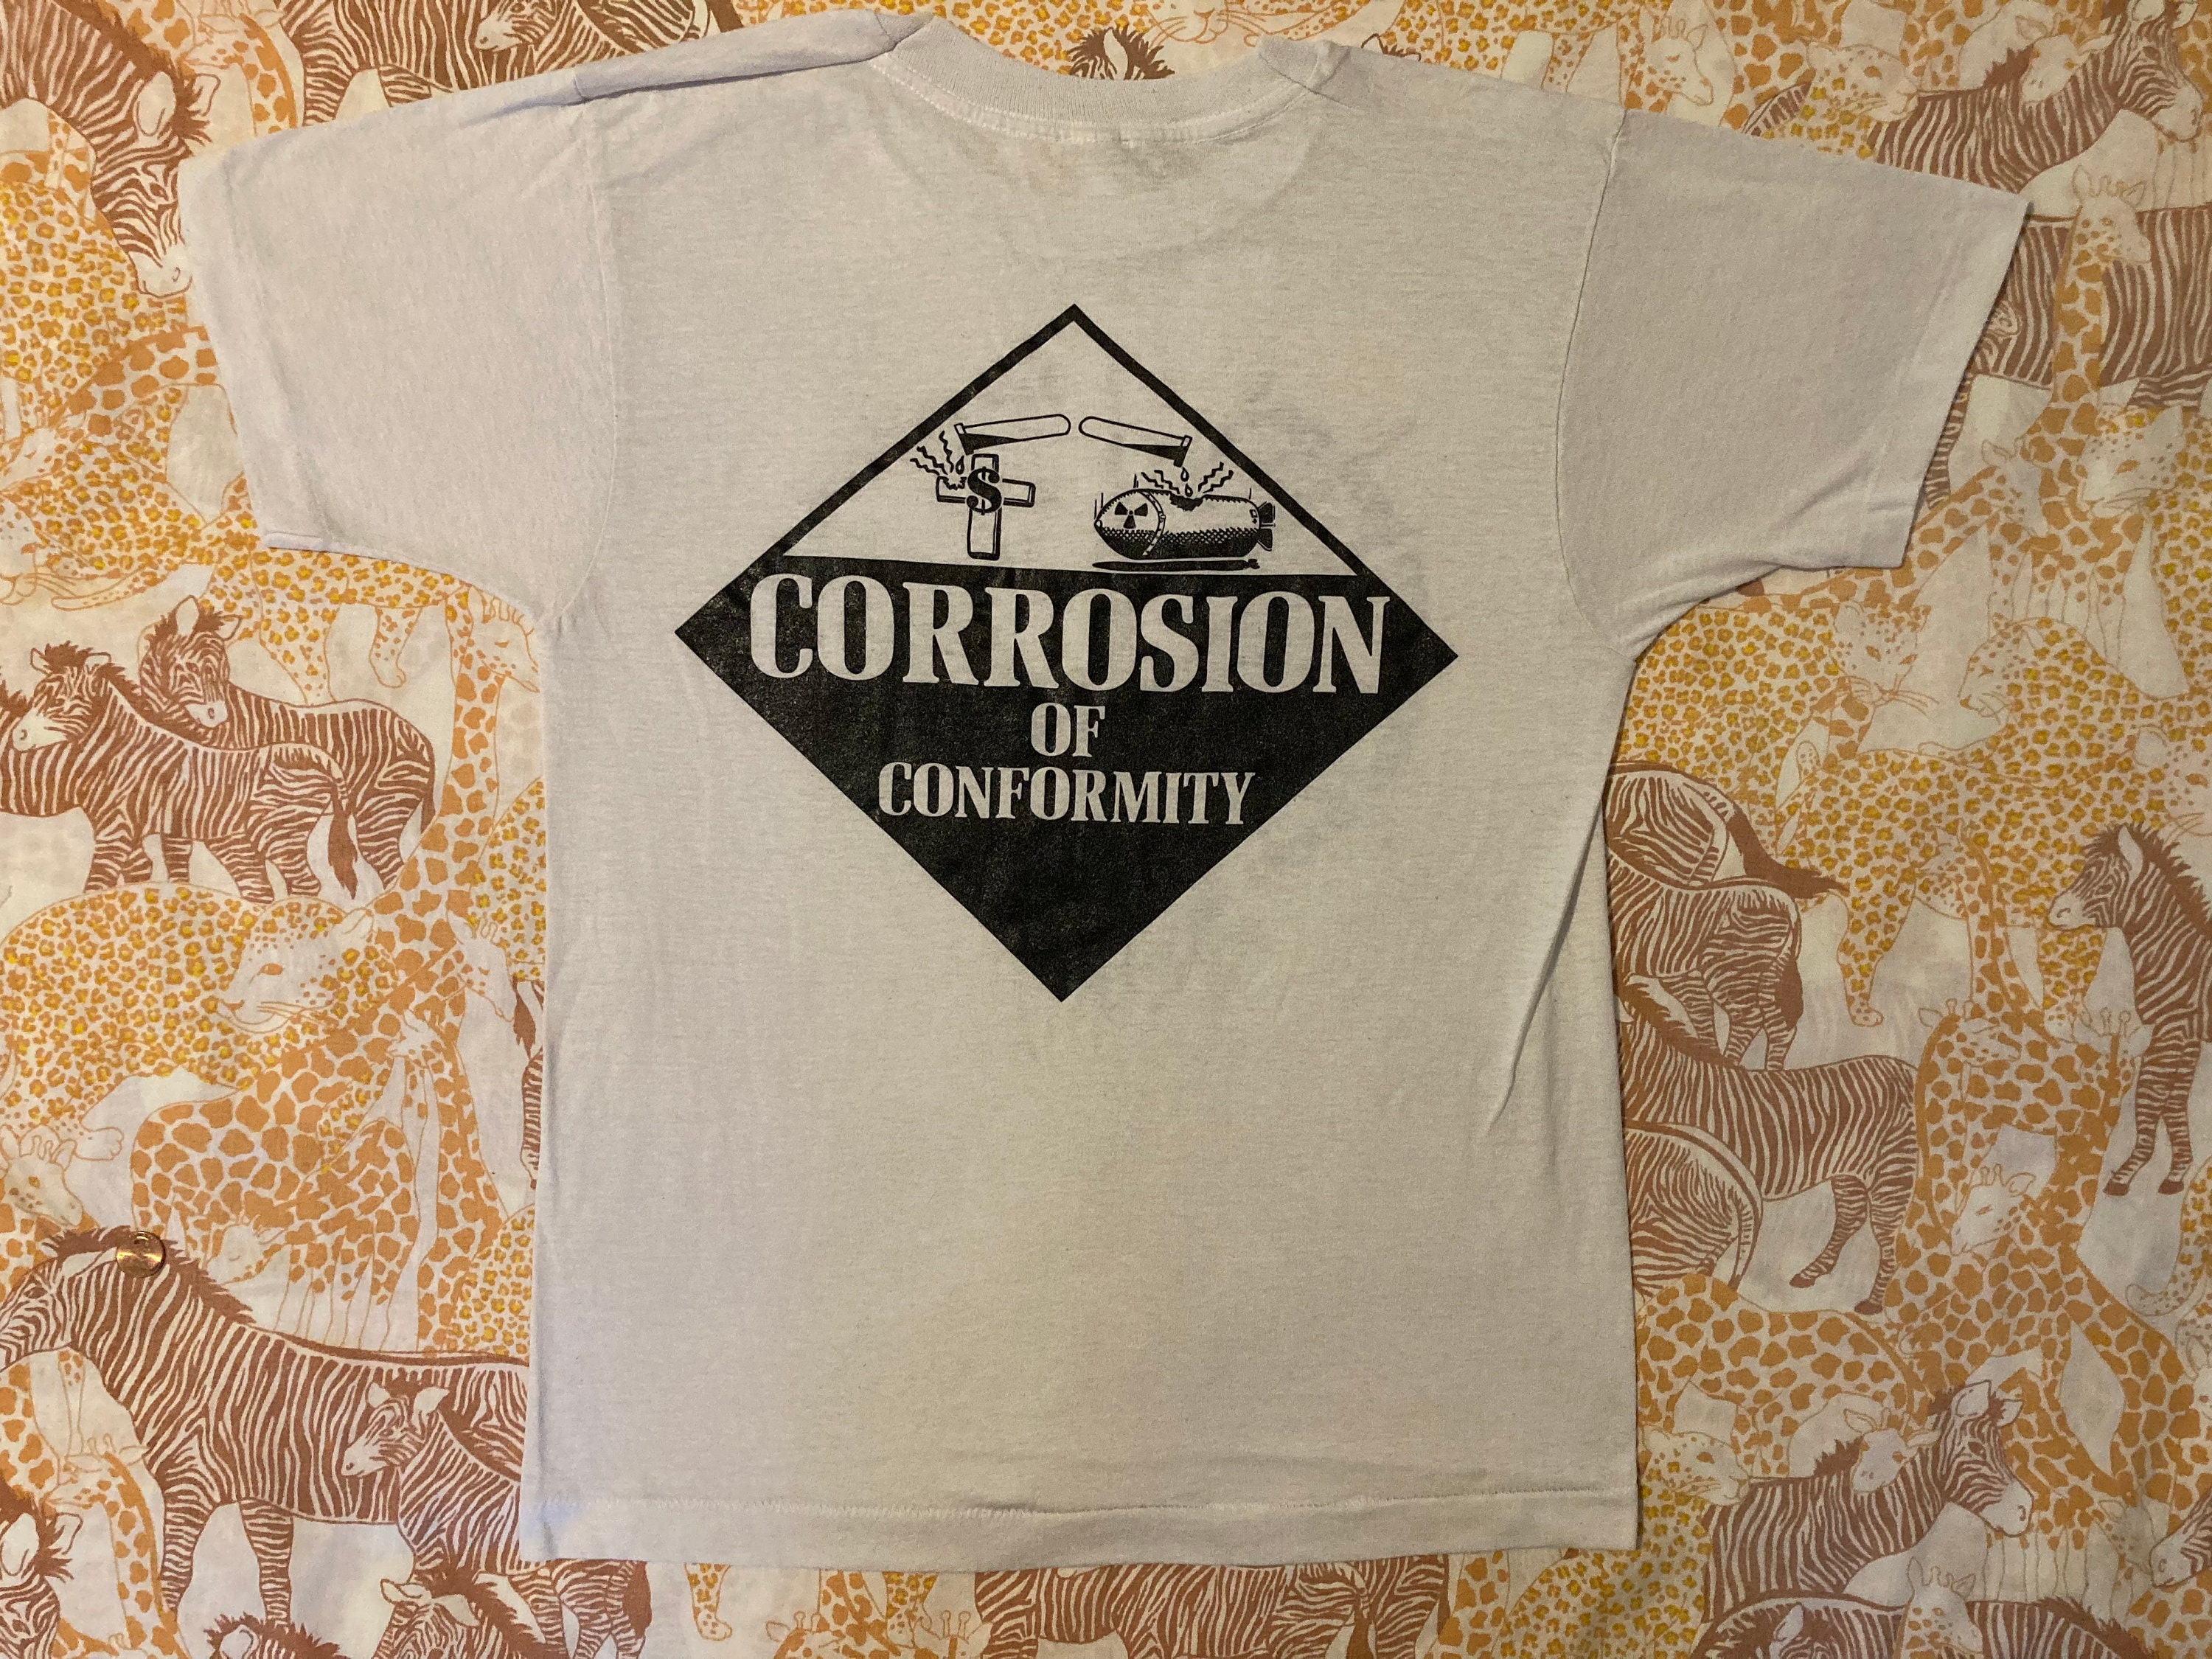 $
CORROSION
OF
CONFORMITY